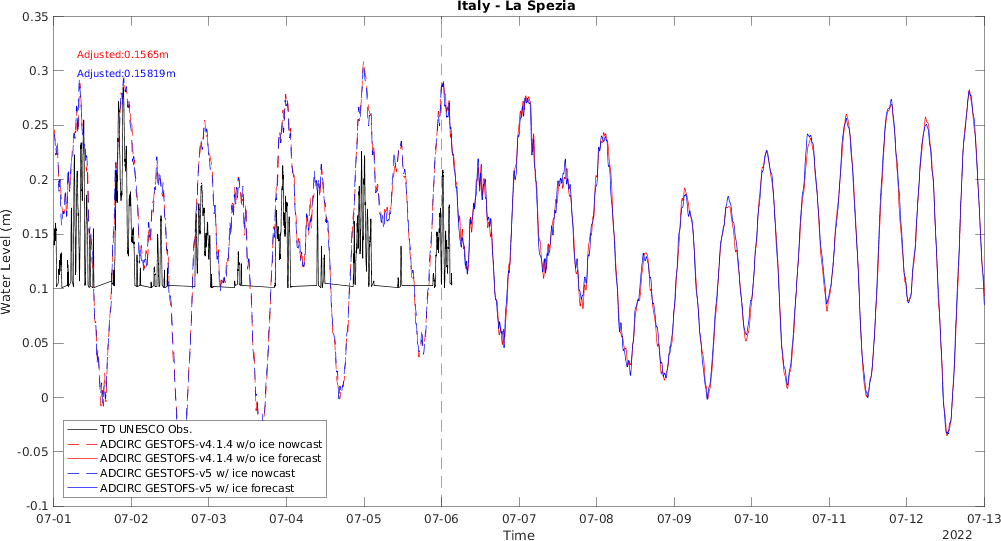 Italy - La Spezia
0.35
0.3
0.25
0.2
0.15
0.1
0.05
0
-0.05
-0.1
Water Level (m)
Adjusted:0.1565m
Adjusted:0.15819m
TD UNESCO Obs.
ADCIRC GESTOFS-v4.1.4 w/o ice nowcast
ADCIRC GESTOFS-v4.1.4 w/o ice forecast
ADCIRC GESTOFS-v5 w/ ice nowcast
ADCIRC GESTOFS-v5 w/ ice forecast
07-01 07-02 07-03 07-04 07-05 07-06 07-07 07-08 07-09 07-10 07-11 07-12 07-13
Time
2022